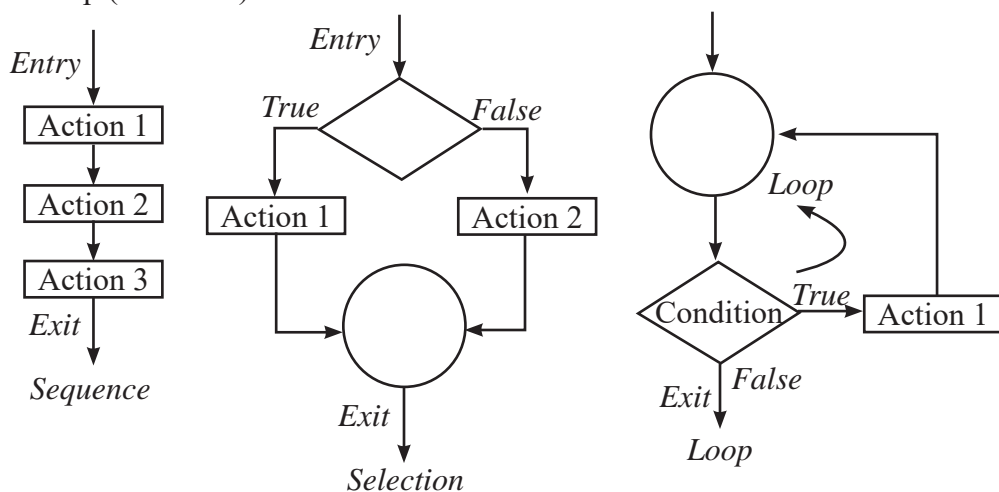 Entry
Action 1
Action 2
Action 3
Exit
Sequence
Entry
True
False
Action 1
Action 2
Exit
Selection
Loop
Condition
True
Action 1
False
Exit
Loop